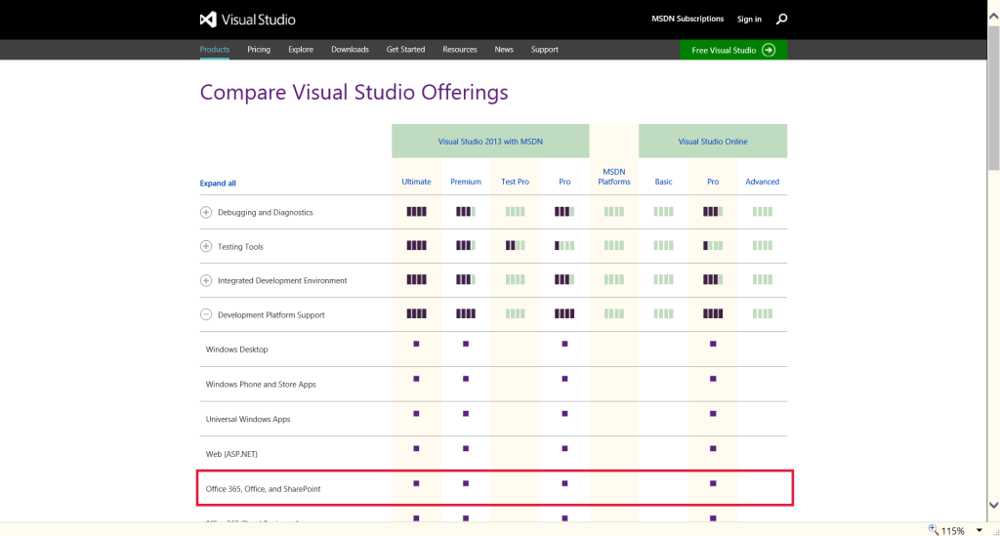 Visual Studio
MSDN Subscriptions Sign in
Products Pricing Explore Downloads Get Started Resources News Support Free Visual Studio
Compare Visual Studio Offerings
Visual Studio 2013 with MSDN Visual Studio Online
Expand all Ultimate Premium Test Pro Pro MSDN Platforms Basic Pro Advanced
Debugging and Diagnostics
Testing Tools
Integrated Development Environment
Development Platform Support
Windows Desktop
Windows Phone and Store Apps
Universal Windows Apps
Web (ASP.NET)
Office 365, Office, and SharePoint
115%